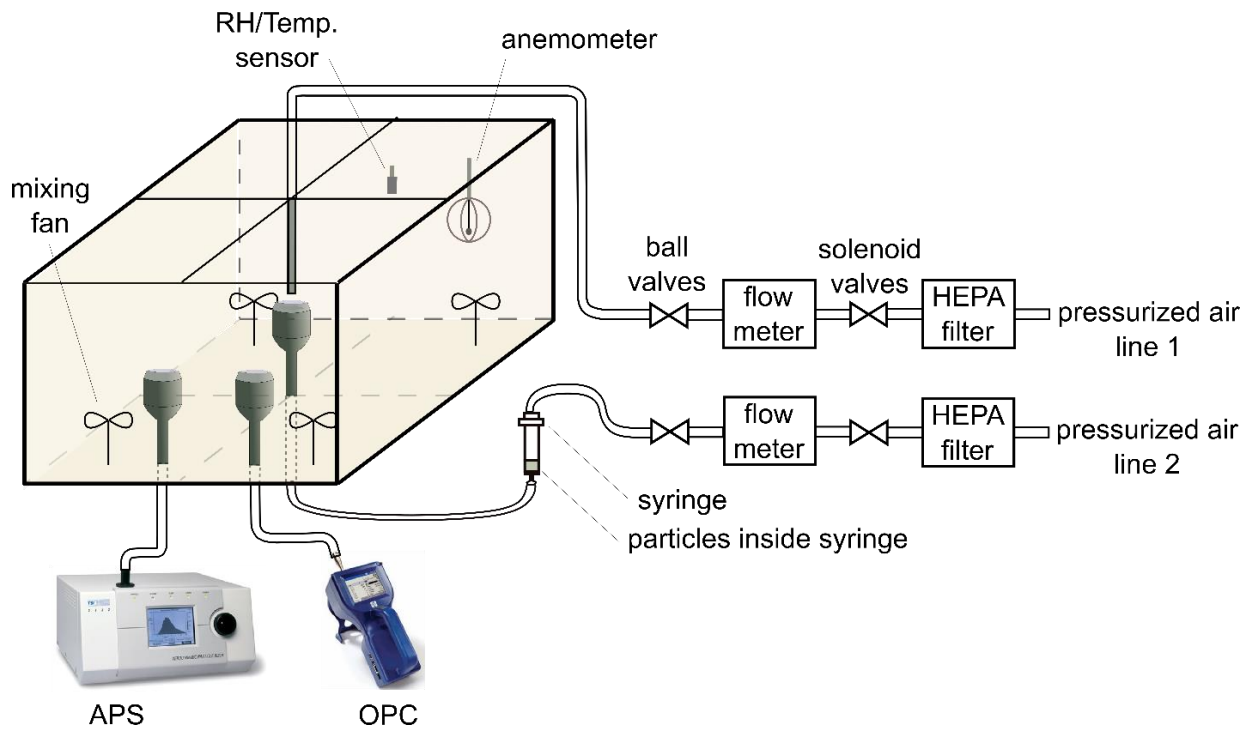 RH/Temp.
sensor
anemometer
mixing
fan
ball
valves
solenoid
valves
flow
meter
HEPA
filter
pressurized air
line 1
flow
meter
HEPA
filter
pressurized air
line 2
syringe
particles inside syringe
APS
OPC